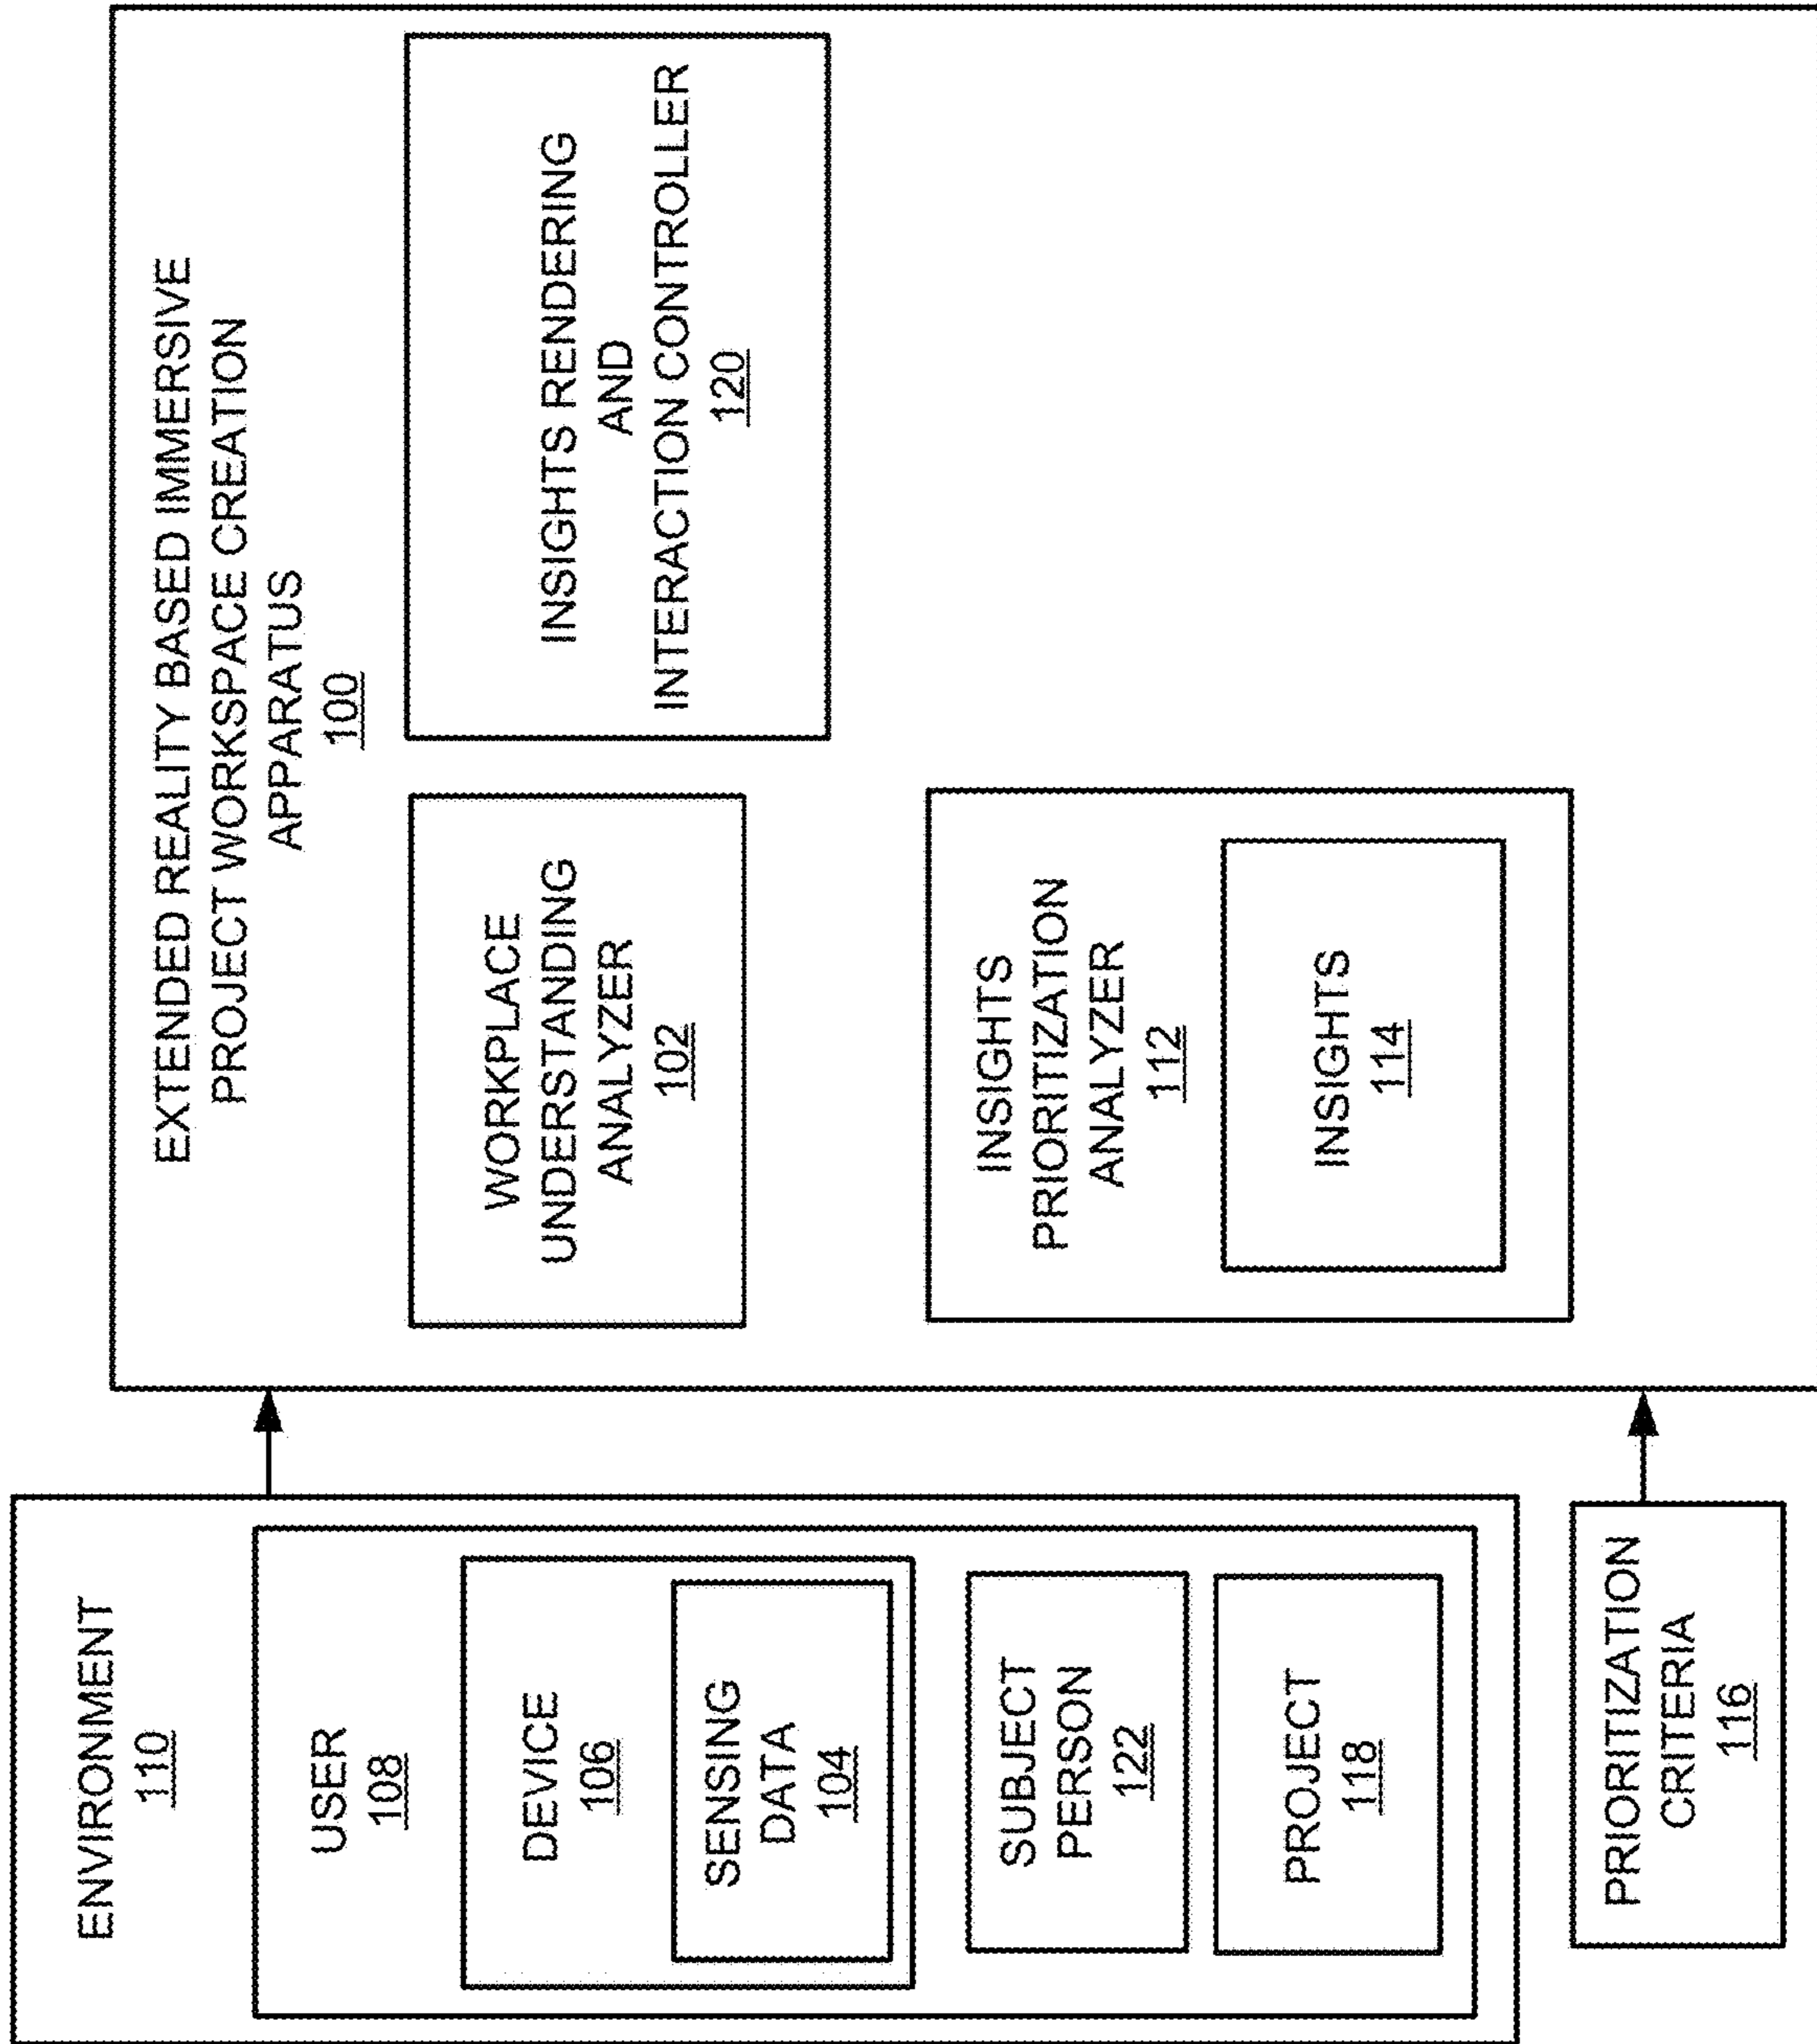 ENVIRONMENT
110
USER
108
DEVICE
106
SENSING
DATA
104
SUBJECT
PERSON
122
PROJECT
118
PRIORITIZATION
CRITERIA
116
EXTENDED REALITY BASED IMMERSIVE
PROJECT WORKSPACE CREATION
APPARATUS
100
WORKPLACE
UNDERSTANDING
ANALYZER
102
INSIGHTS RENDERING
AND
INTERACTION CONTROLLER
120
INSIGHTS
PRIORITIZATION
ANALYZER
112
INSIGHTS
114